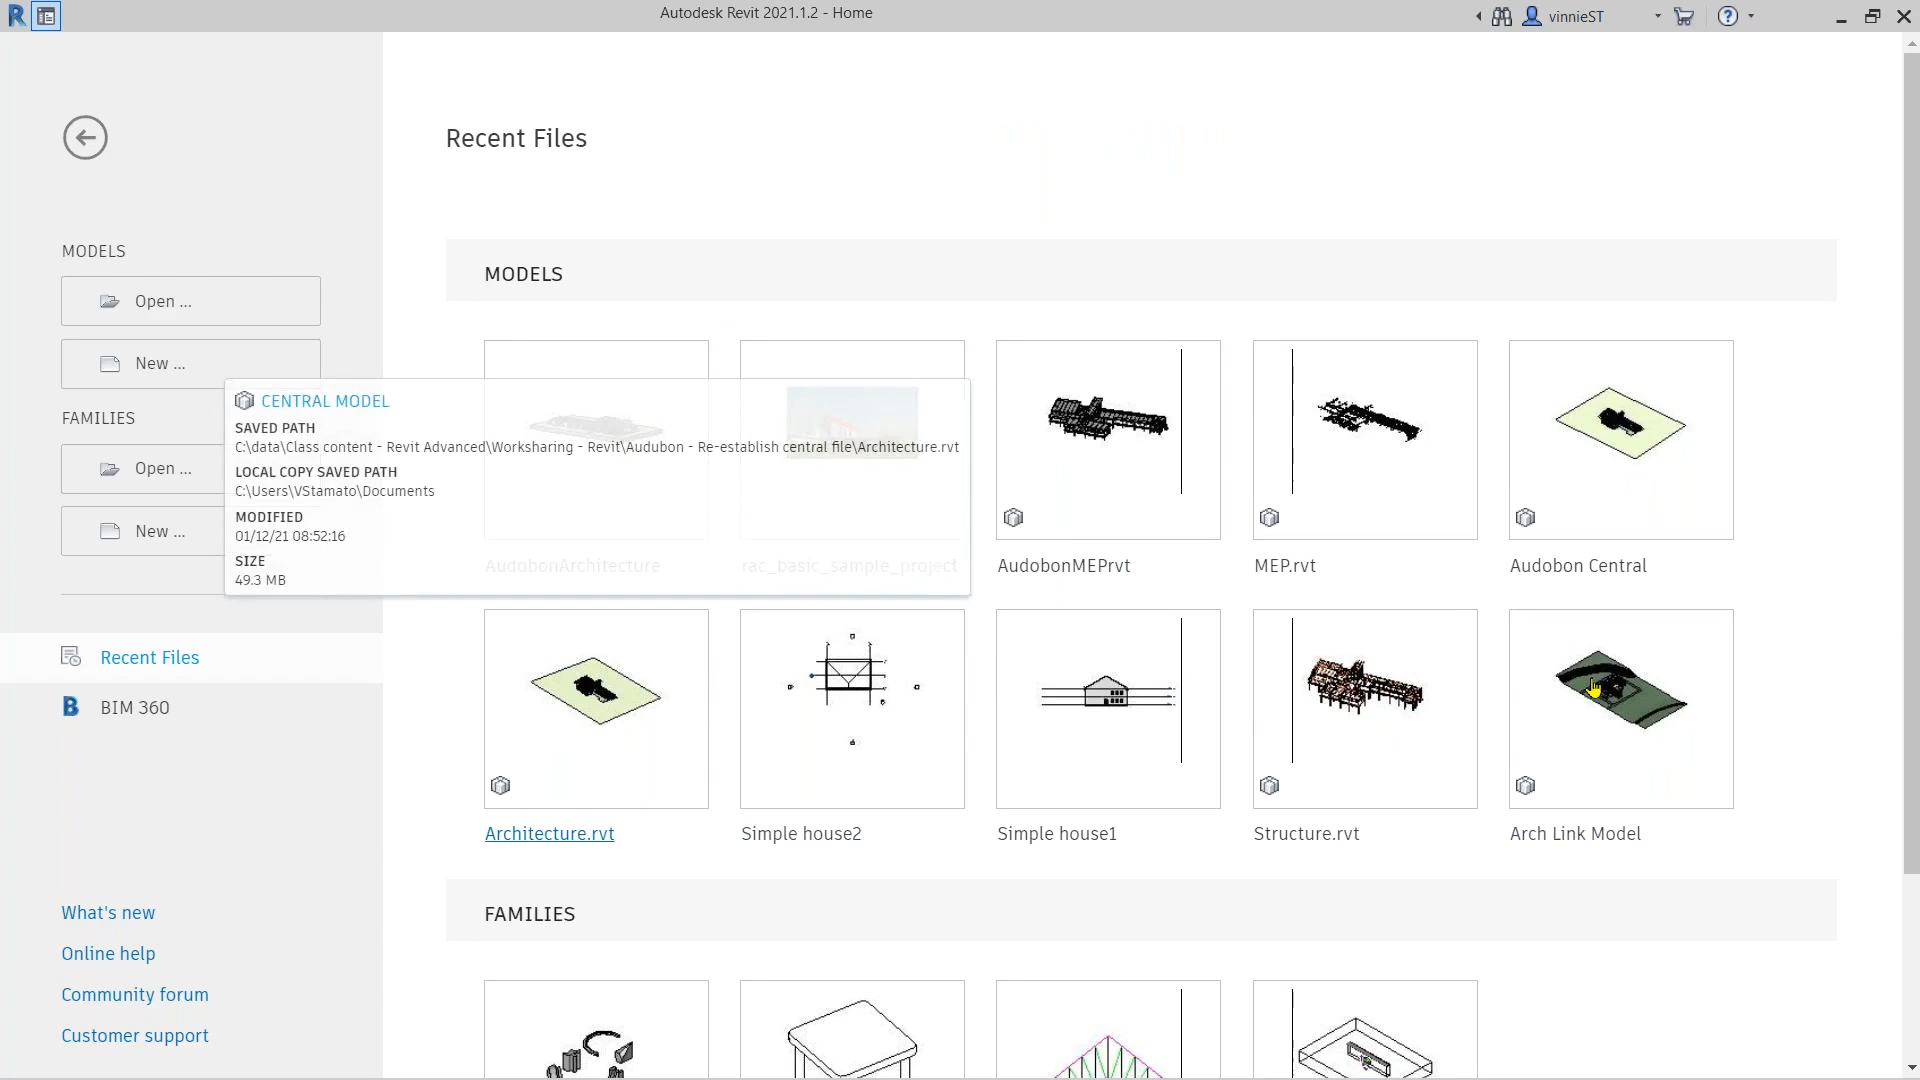 Autodesk Revit 2021.1.2 - Home
vinnieST
Recent Files
MODELS
Open ...
New ...
FAMILIES
Open ...
New ...
Recent Files
BIM 360
What's new
Online help
Community forum
Customer support
MODELS
CENTRAL MODEL
SAVED PATH
C:\data\Class content - Revit Advanced\Worksharing - Revit\Audubon - Re-establish central file\Architecture.rvt
LOCAL COPY SAVED PATH
C:\Users\VStamato\Documents
MODIFIED
01/12/21 08:52:16
SIZE
49.3 MB
AudobonArchitecture
rac_basic_sample_project
AudobonMEPrvt
MEP.rvt
Audobon Central
Architecture.rvt
Simple house2
Simple house1
Structure.rvt
Arch Link Model
FAMILIES